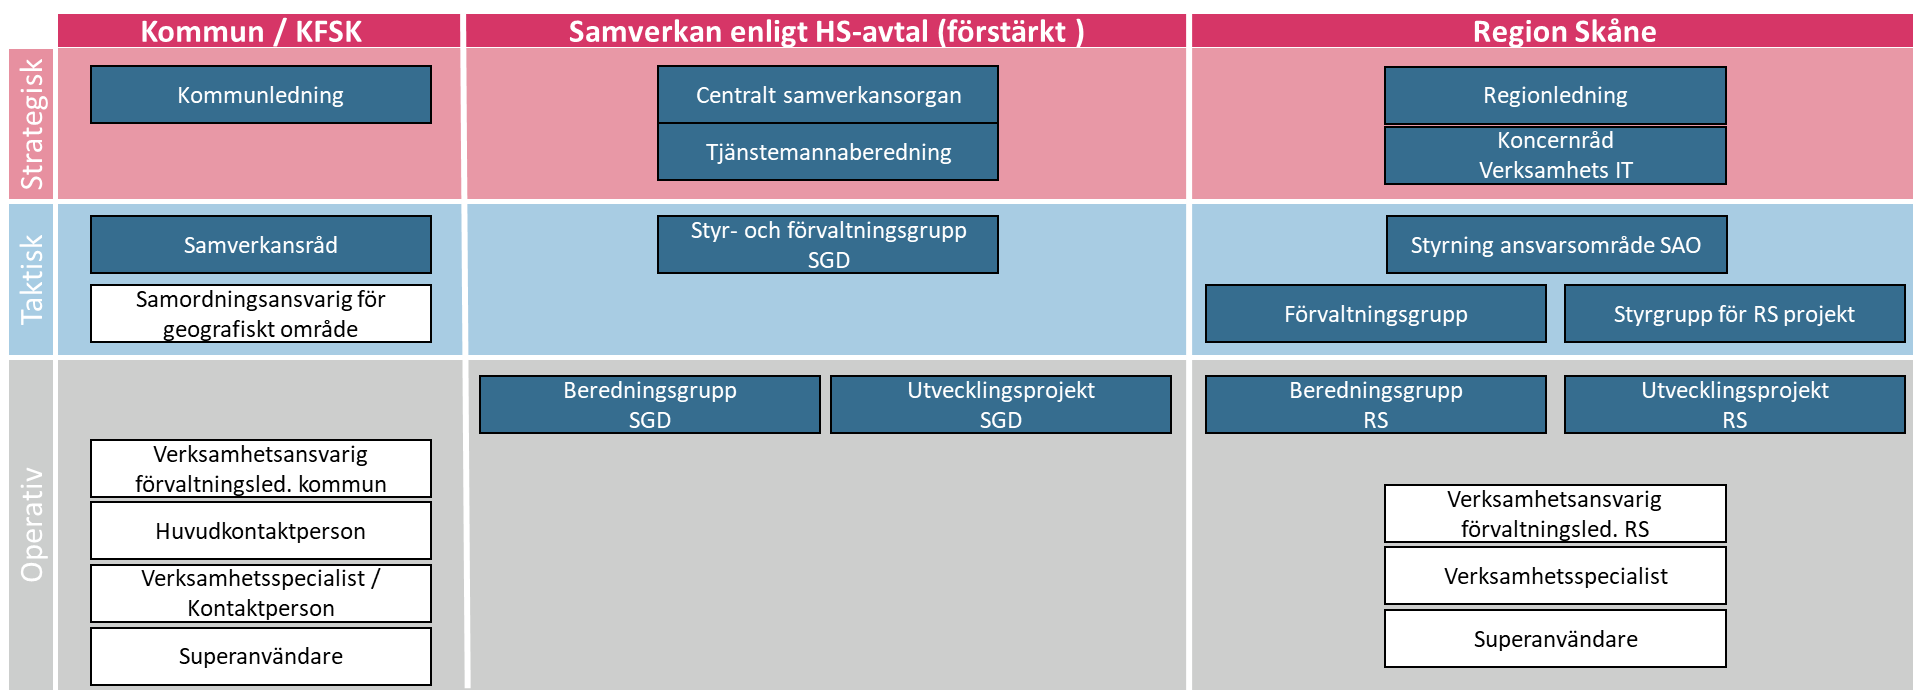 Kommun / KFSK
Samverkan enligt HS-avtal (förstärkt )
Region Skåne
Strategisk
Kommunledning
Centralt samverkansorgan
Tjänstemannaberedning
Regionledning
Koncernråd
Verksamhets IT
Taktisk
Samverkansråd
Samordningsansvarig för
geografiskt område
Styr- och förvaltningsgrupp
SGD
Styrning ansvarsområde SAO
Förvaltningsgrupp
Styrgrupp för RS projekt
Operativ
Verksamhetsansvarig
förvaltningsled. kommun
Huvudkontaktperson
Verksamhetsspecialist /
Kontaktperson
Superanvändare
Beredningsgrupp
SGD
Utvecklingsprojekt
SGD
Beredningsgrupp
RS
Utvecklingsprojekt
RS
Verksamhetsansvarig
förvaltningsled. RS
Verksamhetsspecialist
Superanvändare